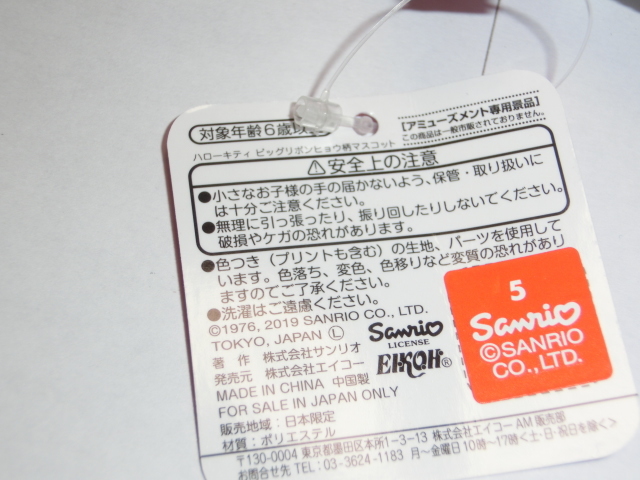 対象年齢6歳以
[アミューズメント専用景品]
この商品は一般市販されておりません。
ハローキティ ビッグリボンヒョウ柄マスコット
⚠安全上の注意
●小さなお子様の手の届かないよう、保管・取り扱いに
は十分ご注意ください。
●無理に引っ張ったり、振り回したりしないでください。
破損やケガの恐れがあります。
●色つき(プリントも含む)の生地、パーツを使用して
います。色落ち、変色、色移りなど変質の恐れがあり
ますのでご了承ください。
●洗濯はご遠慮ください。
©1976, 2019 SANRIO CO., LTD.
TOKYO, JAPAN Ⓛ
著作 株式会社サンリオ
発売元 株式会社エイコー
MADE IN CHINA 中国製
FOR SALE IN JAPAN ONLY
販売地域:日本限定
材質:ポリエステル
Sanrio
LICENSE
EIKOH®
5
Sanrio
©SANRIO
CO., LTD.
〒130-0004 東京都墨田区本所1-3-13 株式会社エイコーAM販売部
お問合せ先 TEL:03-3624-1183 月〜金曜日10時〜17時<土・日・祝日を除く>